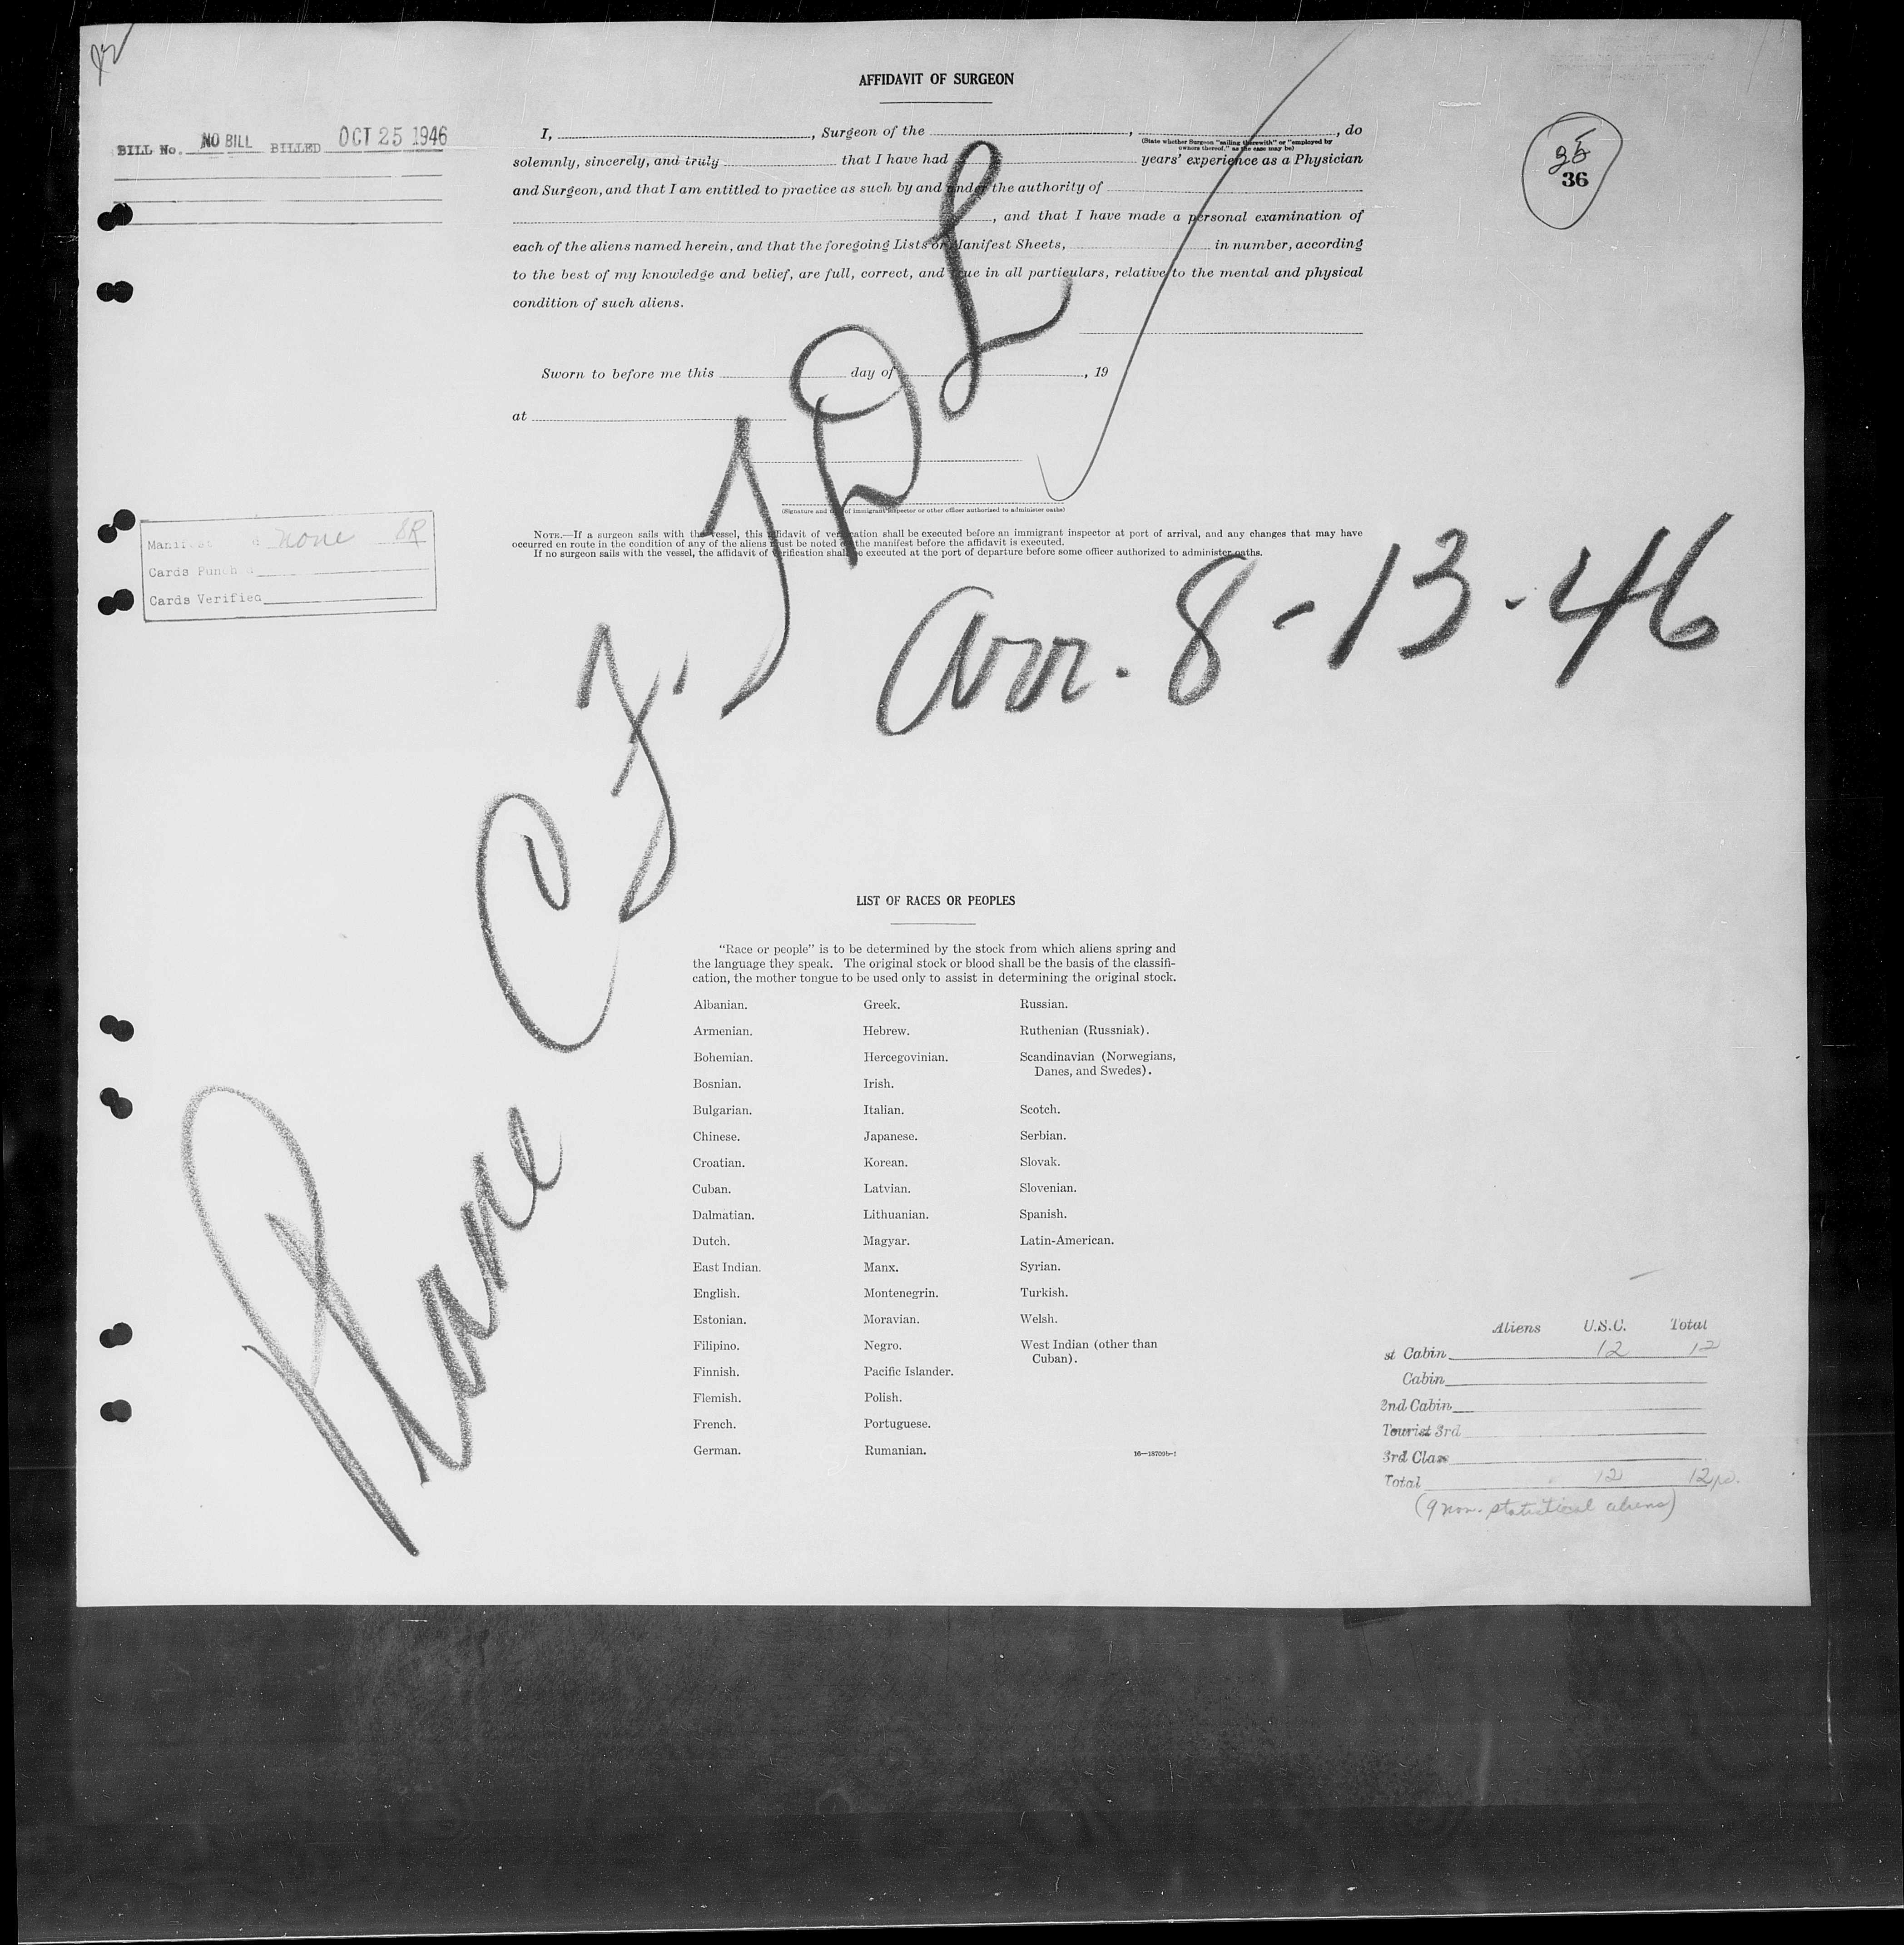 AFFIDAVIT OF SURGEON
BILL No. NO BILL BILLED OCT 25 1946
36
I, , Surgeon of the , , do
(State whether Surgeon "sailing therewith" or "employed by
owners thereof," as the case may be)
solemnly, sincerely, and truly that I have had years' experience as a Physician
and Surgeon, and that I am entitled to practice as such by and under the authority of
, and that I have made a personal examination of
each of the aliens named herein, and that the foregoing Lists or Manifest Sheets, in number, according
to the best of my knowledge and belief, are full, correct, and true in all particulars, relative to the mental and physical
condition of such aliens.
Sworn to before me this day of , 19
at
(Signature and of immigrant inspector or other officer authorized to administer oaths)
NOTE.—If a surgeon sails with the vessel, this affidavit of verification shall be executed before an immigrant inspector at port of arrival, and any changes that may have
occurred en route in the condition of any of the aliens must be noted on the manifest before the affidavit is executed.
If no surgeon sails with the vessel, the affidavit of verification shall be executed at the port of departure before some officer authorized to administer oaths.
Manifest none SR
Cards Punched
Cards Verified
Plane
arr. 8-13-46
LIST OF RACES OR PEOPLES
"Race or people" is to be determined by the stock from which aliens spring and
the language they speak. The original stock or blood shall be the basis of the classifi-
cation, the mother tongue to be used only to assist in determining the original stock.
Albanian.
Armenian.
Bohemian.
Bosnian.
Bulgarian.
Chinese.
Croatian.
Cuban.
Dalmatian.
Dutch.
East Indian.
English.
Estonian.
Filipino.
Finnish.
Flemish.
French.
German.
Greek.
Hebrew.
Hercegovinian.
Irish.
Italian.
Japanese.
Korean.
Latvian.
Lithuanian.
Magyar.
Manx.
Montenegrin.
Moravian.
Negro.
Pacific Islander.
Polish.
Portuguese.
Rumanian.
Russian.
Ruthenian (Russniak).
Scandinavian (Norwegians,
Danes, and Swedes).
Scotch.
Serbian.
Slovak.
Slovenian.
Spanish.
Latin-American.
Syrian.
Turkish.
Welsh.
West Indian (other than
Cuban).
16—18709b-1
Aliens U.S.C. Total
st Cabin 12 12
Cabin
2nd Cabin
Tourist 3rd
3rd Class
Total 12 12
(9 non-statistical aliens)